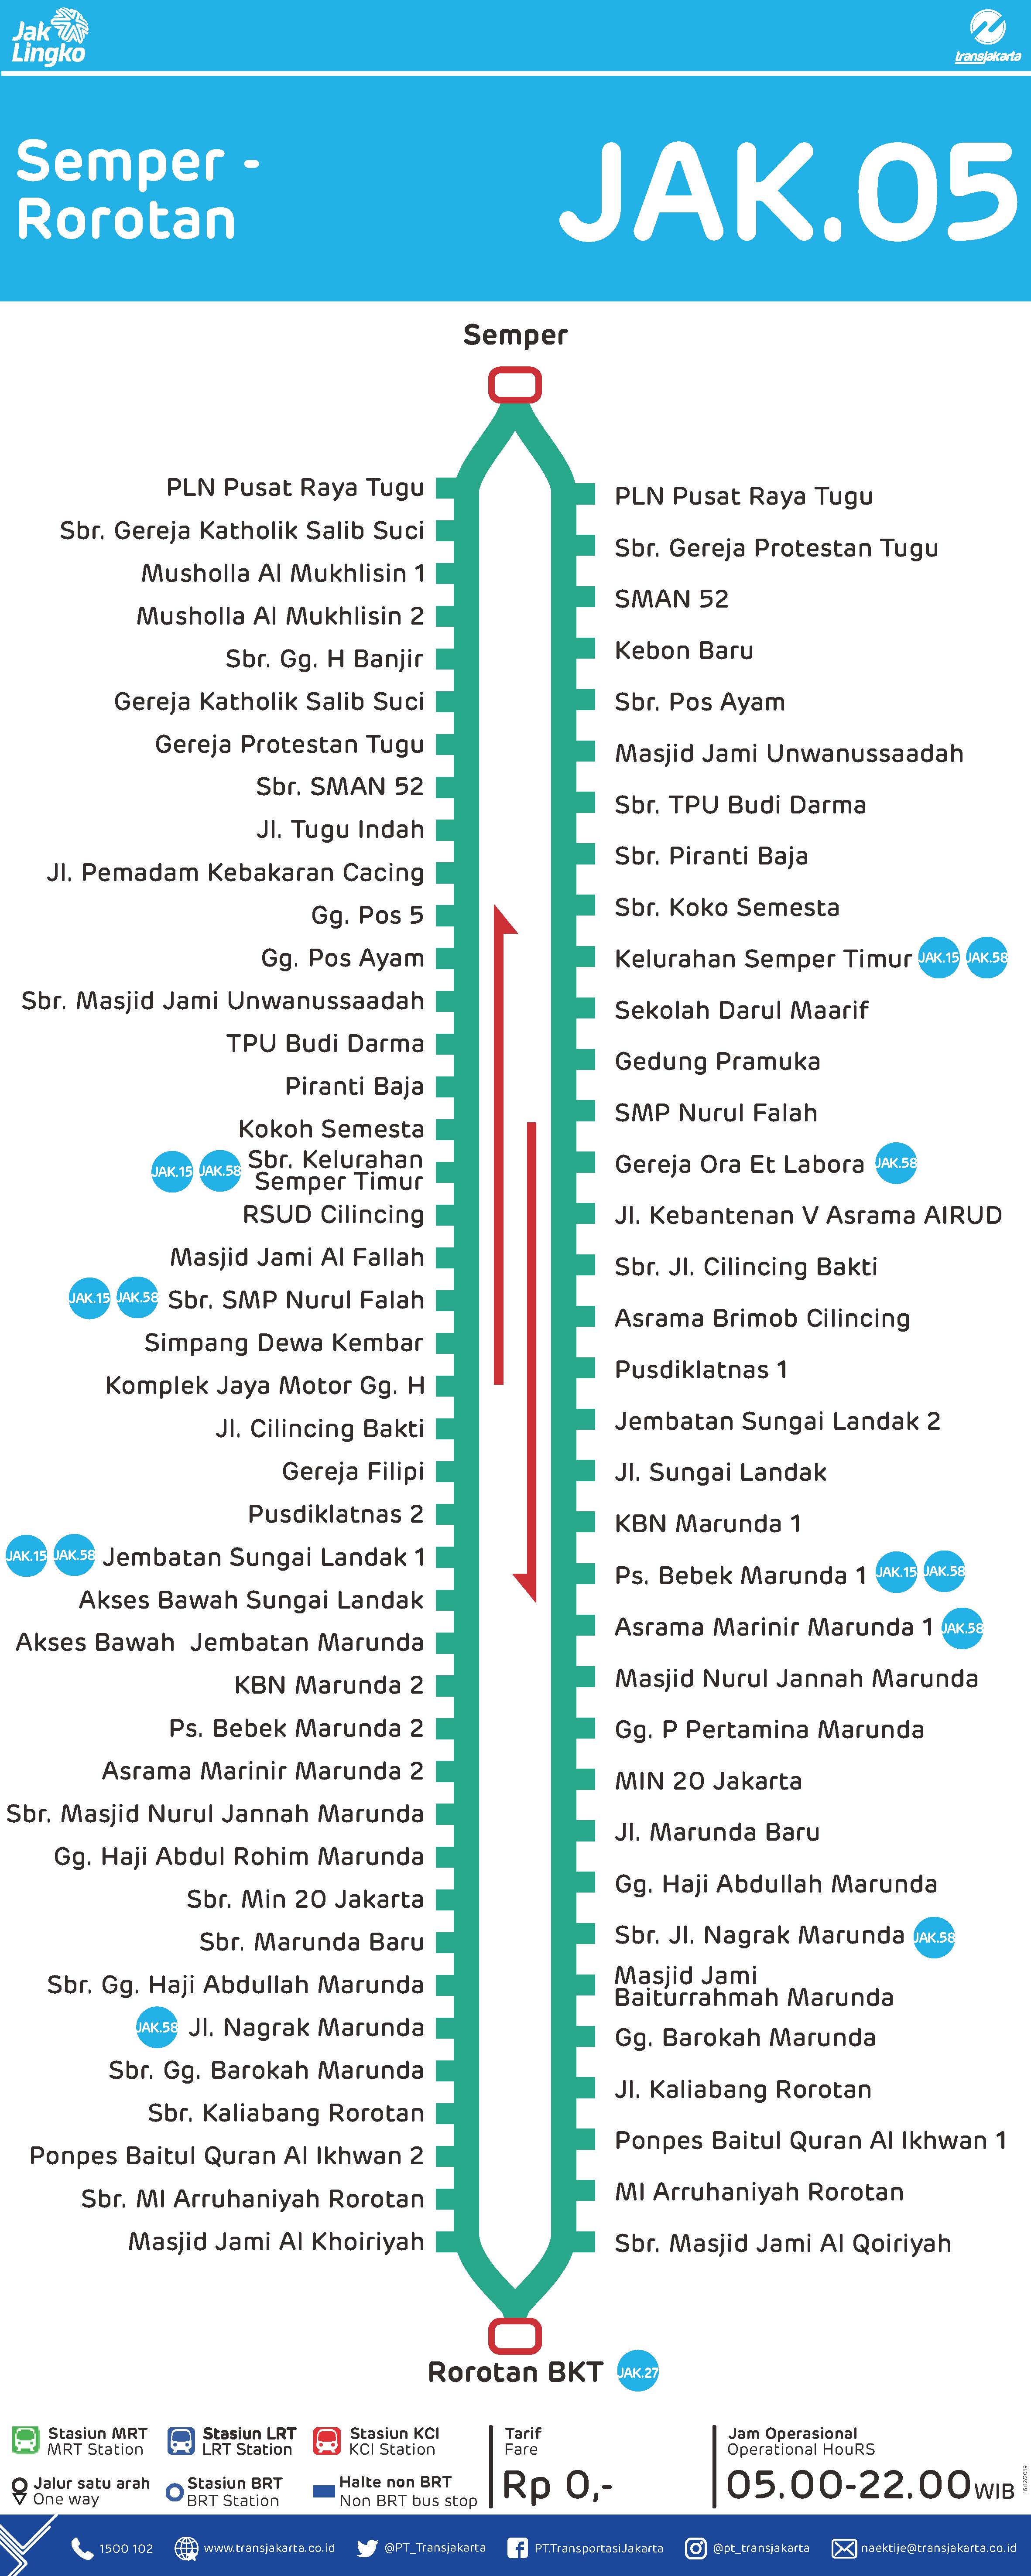 Jak
Lingko
transjakarta
Semper -
Rorotan
JAK.05
Semper
PLN Pusat Raya Tugu
Sbr. Gereja Katholik Salib Suci
Musholla Al Mukhlisin 1
Musholla Al Mukhlisin 2
Sbr. Gg. H Banjir
Gereja Katholik Salib Suci
Gereja Protestan Tugu
Sbr. SMAN 52
Jl. Tugu Indah
Jl. Pemadam Kebakaran Cacing
Gg. Pos 5
Gg. Pos Ayam
Sbr. Masjid Jami Unwanussaadah
TPU Budi Darma
Piranti Baja
Kokoh Semesta
JAK.15 JAK.58 Sbr. Kelurahan
Semper Timur
RSUD Cilincing
Masjid Jami Al Fallah
JAK.15 JAK.58 Sbr. SMP Nurul Falah
Simpang Dewa Kembar
Komplek Jaya Motor Gg. H
Jl. Cilincing Bakti
Gereja Filipi
Pusdiklatnas 2
JAK.15 JAK.58 Jembatan Sungai Landak 1
Akses Bawah Sungai Landak
Akses Bawah Jembatan Marunda
KBN Marunda 2
Ps. Bebek Marunda 2
Asrama Marinir Marunda 2
Sbr. Masjid Nurul Jannah Marunda
Gg. Haji Abdul Rohim Marunda
Sbr. Min 20 Jakarta
Sbr. Marunda Baru
Sbr. Gg. Haji Abdullah Marunda
JAK.58 Jl. Nagrak Marunda
Sbr. Gg. Barokah Marunda
Sbr. Kaliabang Rorotan
Ponpes Baitul Quran Al Ikhwan 2
Sbr. MI Arruhaniyah Rorotan
Masjid Jami Al Khoiriyah
PLN Pusat Raya Tugu
Sbr. Gereja Protestan Tugu
SMAN 52
Kebon Baru
Sbr. Pos Ayam
Masjid Jami Unwanussaadah
Sbr. TPU Budi Darma
Sbr. Piranti Baja
Sbr. Koko Semesta
Kelurahan Semper Timur JAK.15 JAK.58
Sekolah Darul Maarif
Gedung Pramuka
SMP Nurul Falah
Gereja Ora Et Labora JAK.58
Jl. Kebantenan V Asrama AIRUD
Sbr. Jl. Cilincing Bakti
Asrama Brimob Cilincing
Pusdiklatnas 1
Jembatan Sungai Landak 2
Jl. Sungai Landak
KBN Marunda 1
Ps. Bebek Marunda 1 JAK.15 JAK.58
Asrama Marinir Marunda 1 JAK.58
Masjid Nurul Jannah Marunda
Gg. P Pertamina Marunda
MIN 20 Jakarta
Jl. Marunda Baru
Gg. Haji Abdullah Marunda
Sbr. Jl. Nagrak Marunda JAK.58
Masjid Jami
Baiturrahmah Marunda
Gg. Barokah Marunda
Jl. Kaliabang Rorotan
Ponpes Baitul Quran Al Ikhwan 1
MI Arruhaniyah Rorotan
Sbr. Masjid Jami Al Qoiriyah
Rorotan BKT JAK.27
Stasiun MRT
MRT Station
Stasiun LRT
LRT Station
Stasiun KCI
KCI Station
Jalur satu arah
One way
Stasiun BRT
BRT Station
Halte non BRT
Non BRT bus stop
Tarif
Fare
Rp 0,-
Jam Operasional
Operational HouRS
05.00-22.00 WIB
16/12/2019
1500 102
www.transjakarta.co.id
@PT_Transjakarta
PT.TransportasiJakarta
@pt_transjakarta
naektije@transjakarta.co.id